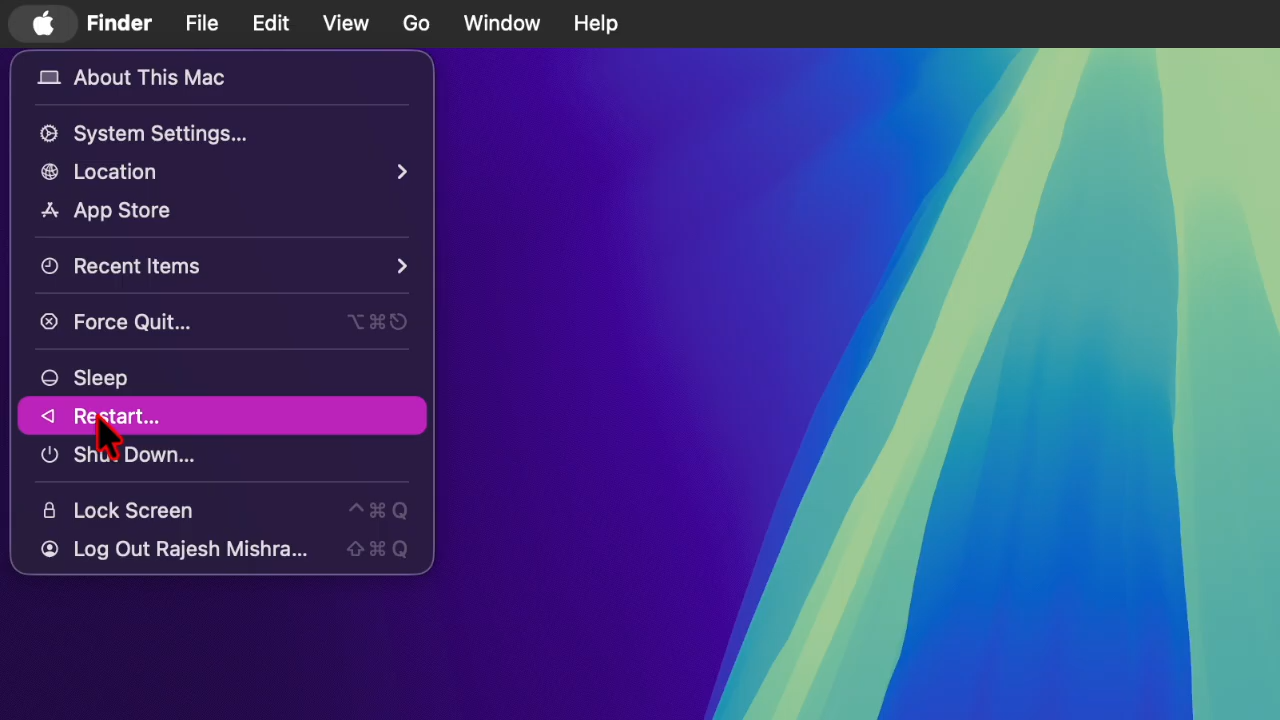 Finder File Edit View Go Window Help
About This Mac
System Settings...
Location
App Store
Recent Items
Force Quit... ⌥⌘⎋
Sleep
Restart...
Shut Down...
Lock Screen ^⌘Q
Log Out Rajesh Mishra... ⇧⌘Q